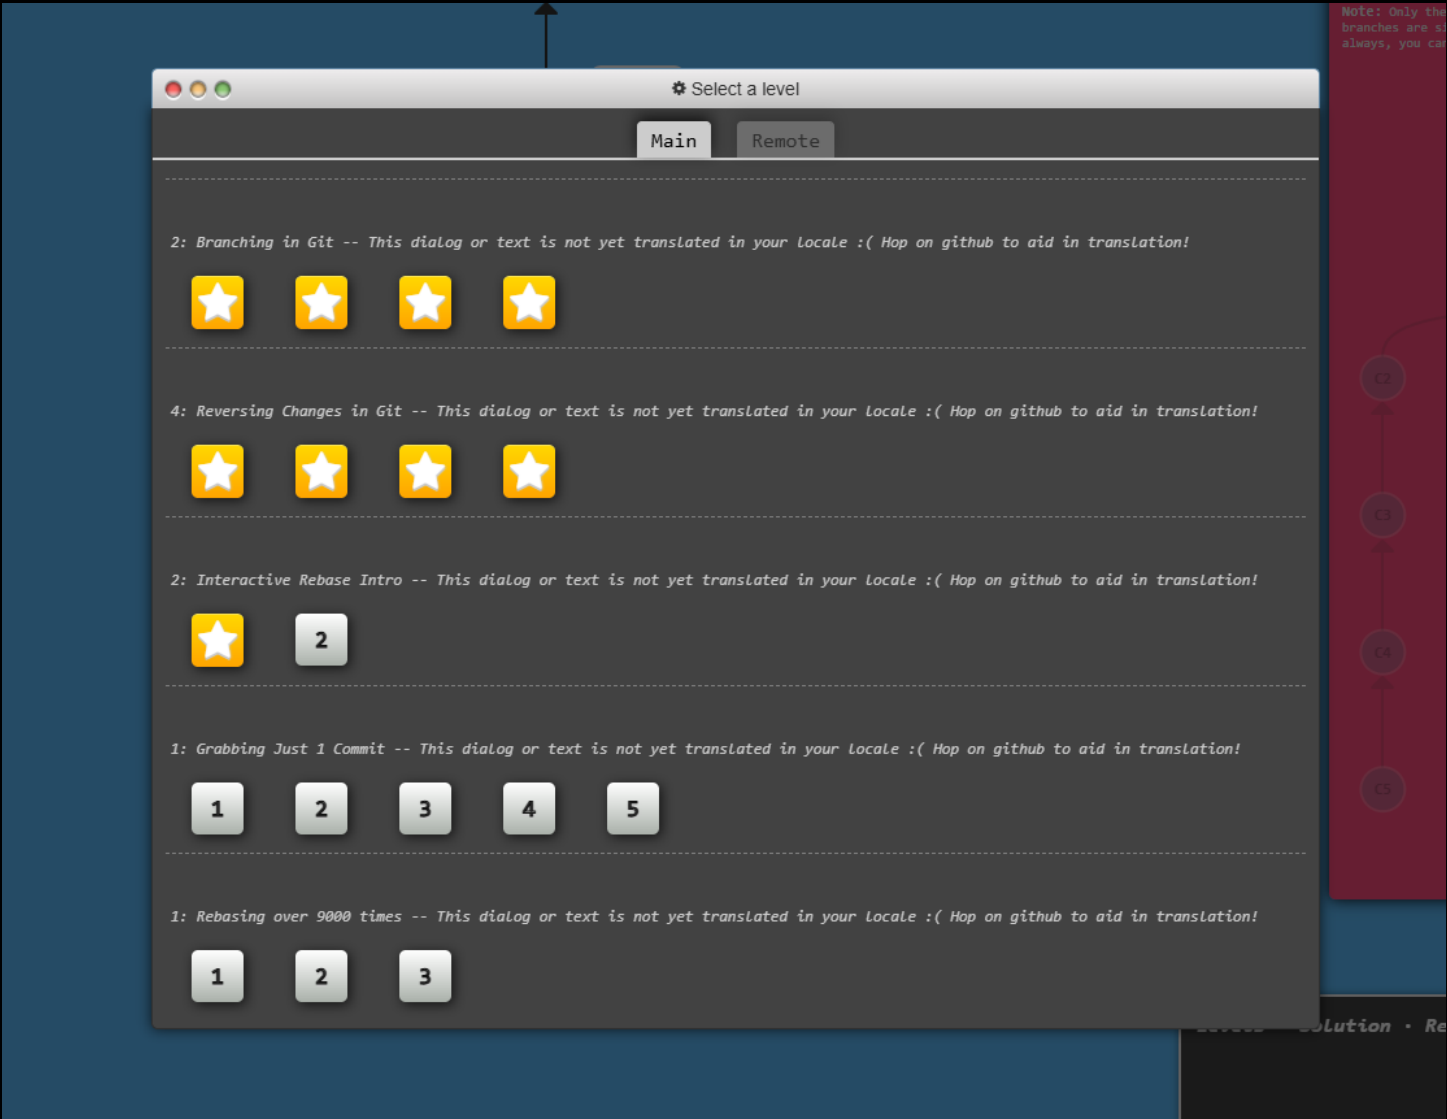 Note: Only the
branches are si
always, you can
Select a level
Main Remote
2: Branching in Git -- This dialog or text is not yet translated in your locale :( Hop on github to aid in translation!
4: Reversing Changes in Git -- This dialog or text is not yet translated in your locale :( Hop on github to aid in translation!
C2
C3
2: Interactive Rebase Intro -- This dialog or text is not yet translated in your locale :( Hop on github to aid in translation!
2
C4
1: Grabbing Just 1 Commit -- This dialog or text is not yet translated in your locale :( Hop on github to aid in translation!
1 2 3 4 5
C5
1: Rebasing over 9000 times -- This dialog or text is not yet translated in your locale :( Hop on github to aid in translation!
1 2 3
olution · Re